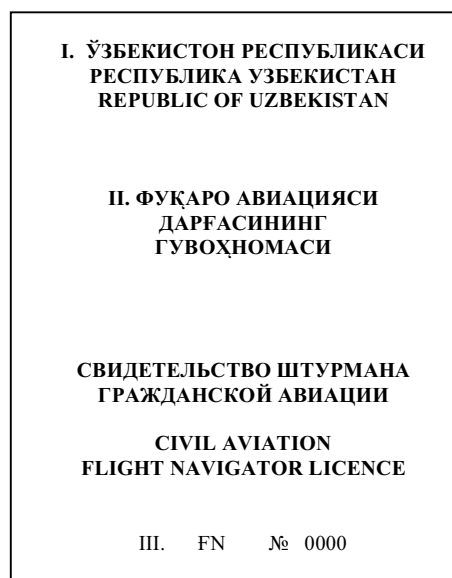 I. ЎЗБЕКИСТОН РЕСПУБЛИКАСИ
РЕСПУБЛИКА УЗБЕКИСТАН
REPUBLIC OF UZBEKISTAN
II. ФУҚАРО АВИАЦИЯСИ
ДАРҒАСИНИНГ
ГУВОҲНОМАСИ
СВИДЕТЕЛЬСТВО ШТУРМАНА
ГРАЖДАНСКОЙ АВИАЦИИ
CIVIL AVIATION
FLIGHT NAVIGATOR LICENCE
III. FN № 0000